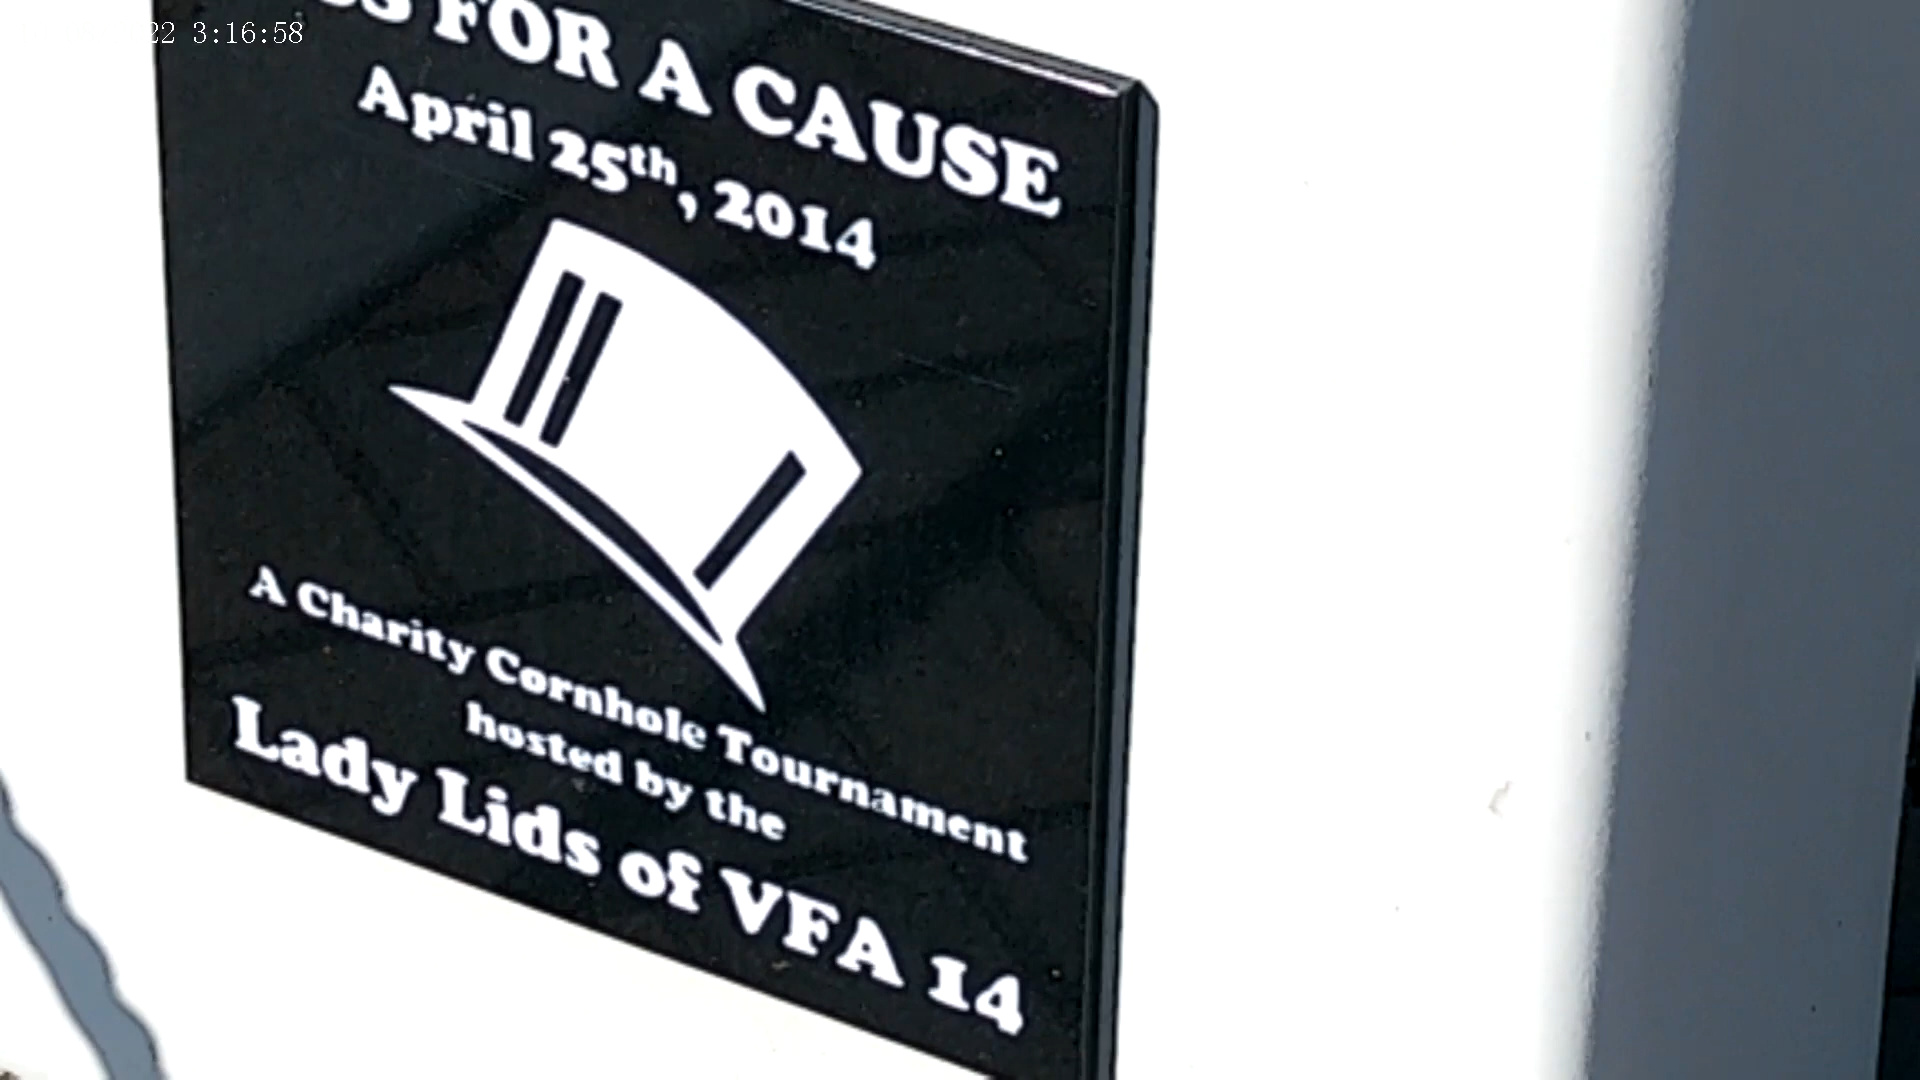 22 3:16:58
FOR A CAUSE
April 25th, 2014
A Charity Cornhole Tournament
hosted by the
Lady Lids of VFA 14